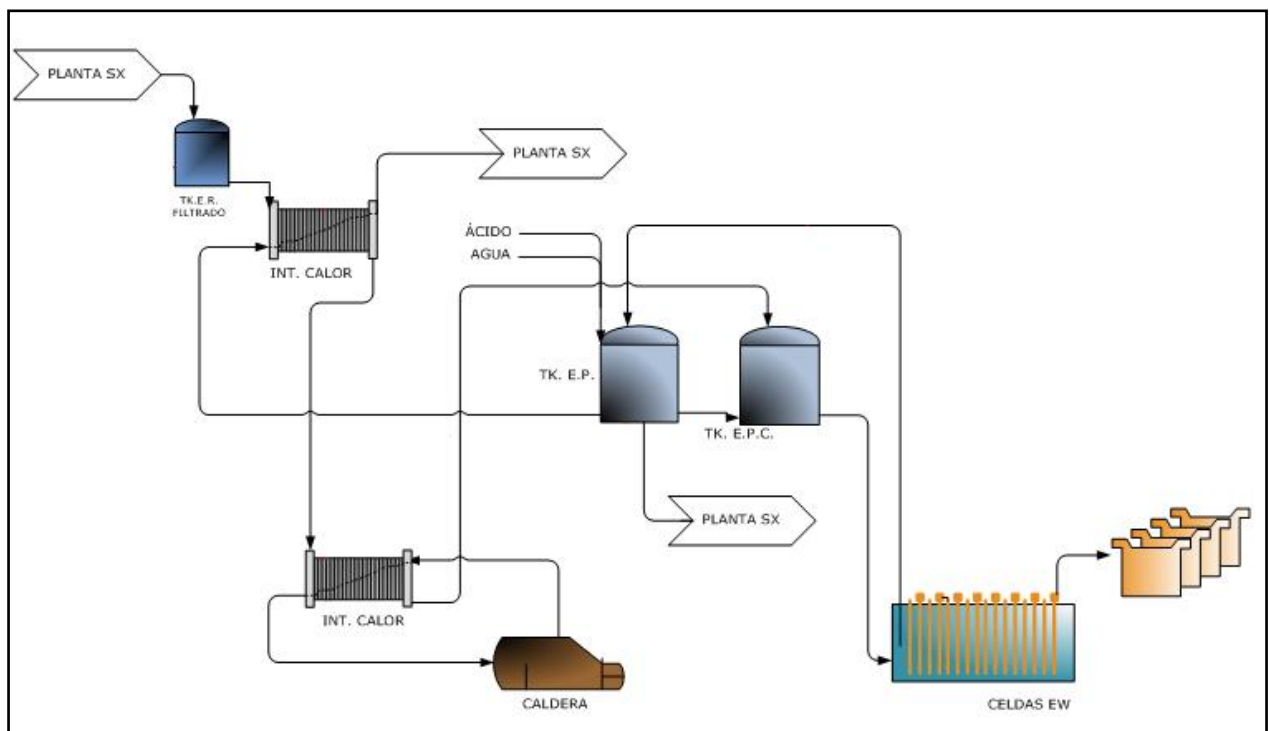 PLANTA SX
PLANTA SX
TK.E.R.
FILTRADO
INT. CALOR
ÁCIDO
AGUA
TK. E.P.
TK. E.P.C.
PLANTA SX
INT. CALOR
CALDERA
CELDAS EW